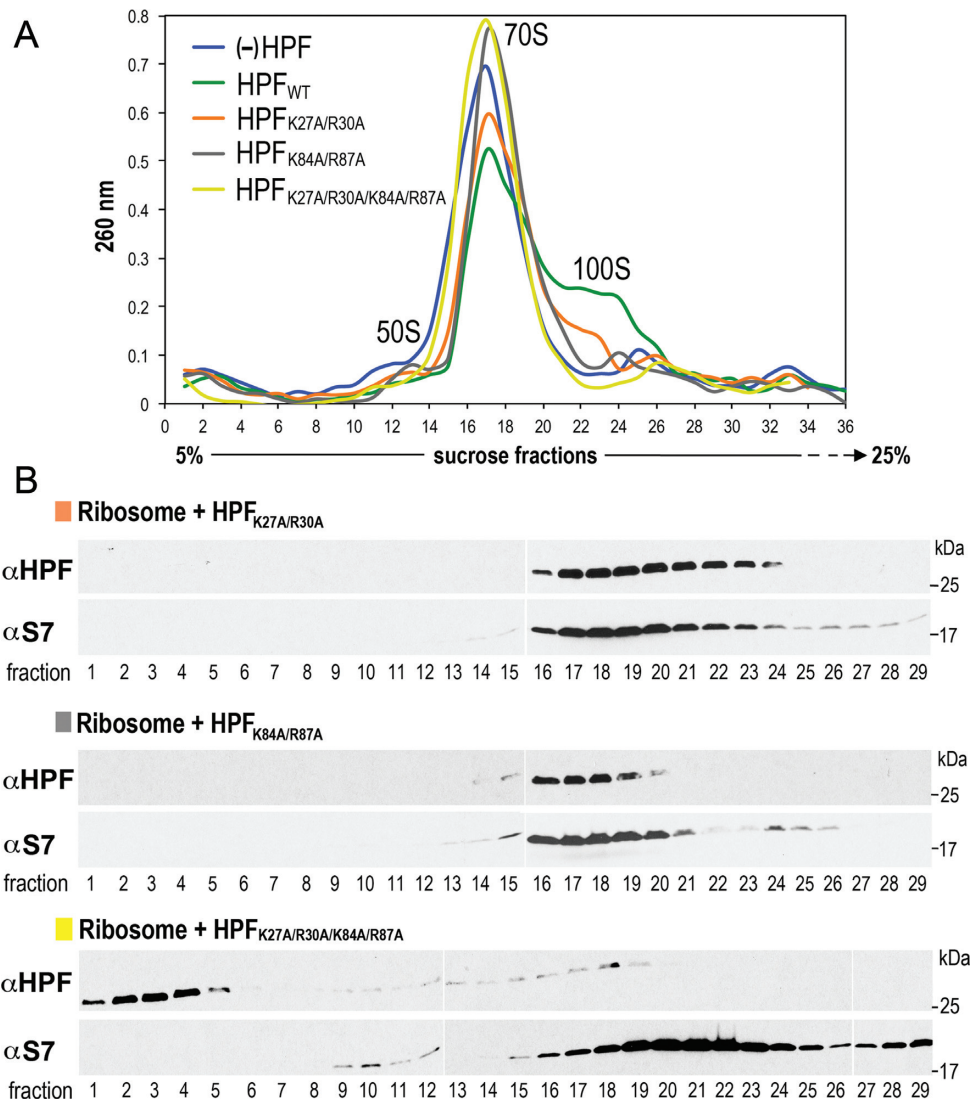 A
0.8
0.7
0.6
0.5
0.4
0.3
0.2
0.1
0
260 nm
(–)HPF
HPFWT
HPFK27A/R30A
HPFK84A/R87A
HPFK27A/R30A/K84A/R87A
70S
100S
50S
0 2 4 6 8 10 12 14 16 18 20 22 24 26 28 30 32 34 36
5% sucrose fractions 25%
B
Ribosome + HPFK27A/R30A
kDa
αHPF
-25
αS7
-17
fraction 1 2 3 4 5 6 7 8 9 10 11 12 13 14 15 16 17 18 19 20 21 22 23 24 25 26 27 28 29
Ribosome + HPFK84A/R87A
kDa
αHPF
-25
αS7
-17
fraction 1 2 3 4 5 6 7 8 9 10 11 12 13 14 15 16 17 18 19 20 21 22 23 24 25 26 27 28 29
Ribosome + HPFK27A/R30A/K84A/R87A
kDa
αHPF
-25
αS7
-17
fraction 1 2 3 4 5 6 7 8 9 10 11 12 13 14 15 16 17 18 19 20 21 22 23 24 25 26 27 28 29